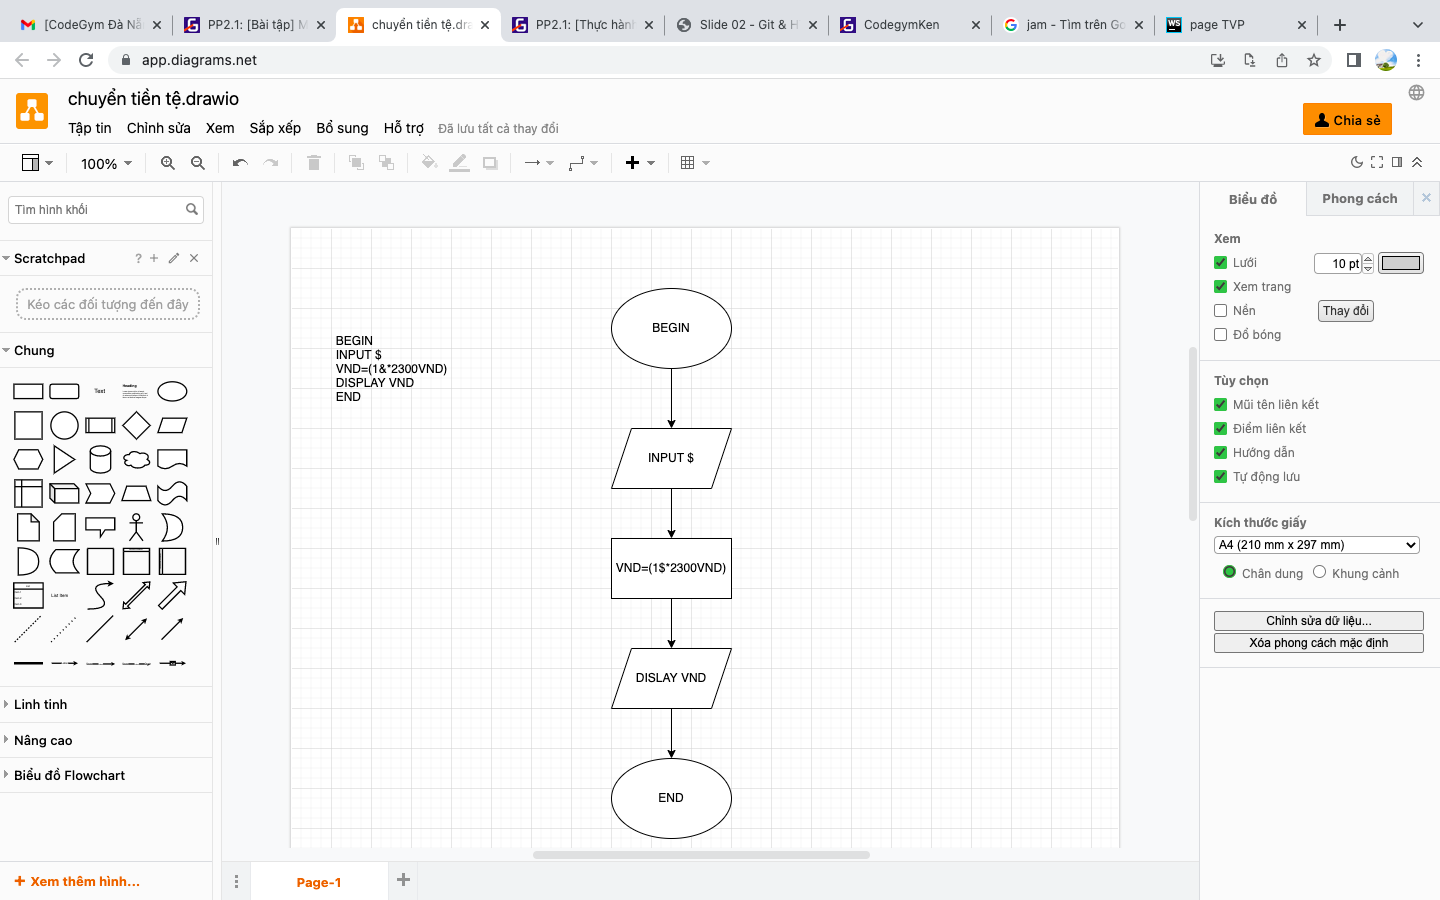 [CodeGym Đà Nẵ
PP2.1: [Bài tập] M
chuyển tiền tệ.draw
PP2.1: [Thực hành
Slide 02 - Git & H
CodegymKen
jam - Tìm trên Go
WS page TVP
app.diagrams.net
chuyển tiền tệ.drawio
Tập tin Chỉnh sửa Xem Sắp xếp Bổ sung Hỗ trợ Đã lưu tất cả thay đổi
Chia sẻ
100%
Tìm hình khối
Scratchpad ?
Kéo các đối tượng đến đây
Chung
Text
Heading
List Item
Linh tinh
Nâng cao
Biểu đồ Flowchart
Xem thêm hình...
BEGIN
INPUT $
VND=(1&*2300VND)
DISPLAY VND
END
BEGIN
INPUT $
VND=(1$*2300VND)
DISLAY VND
END
Page-1
Biểu đồ Phong cách
Xem
Lưới 10 pt
Xem trang
Nền Thay đổi
Đổ bóng
Tùy chọn
Mũi tên liên kết
Điểm liên kết
Hướng dẫn
Tự động lưu
Kích thước giấy
A4 (210 mm x 297 mm)
Chân dung Khung cảnh
Chỉnh sửa dữ liệu...
Xóa phong cách mặc định